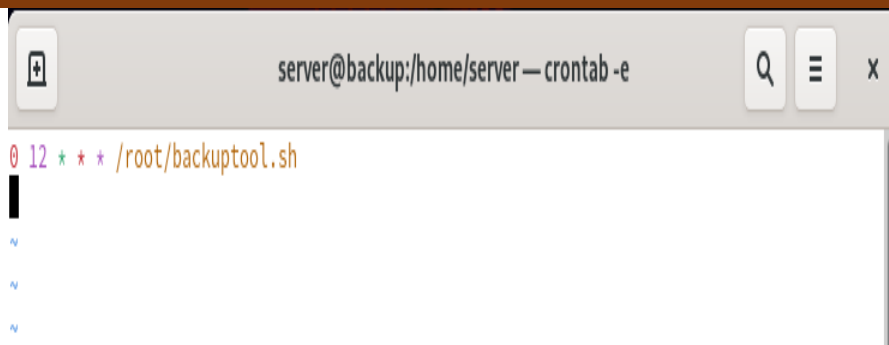 server@backup:/home/server — crontab -e
0 12 * * * /root/backuptool.sh
~
~
~